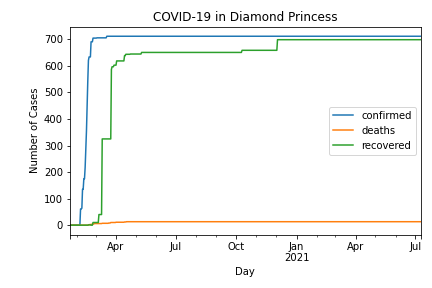 COVID-19 in Diamond Princess
700
600
500
400
300
200
100
0
Number of Cases
confirmed
deaths
recovered
Apr Jul Oct Jan Apr Jul
2021
Day